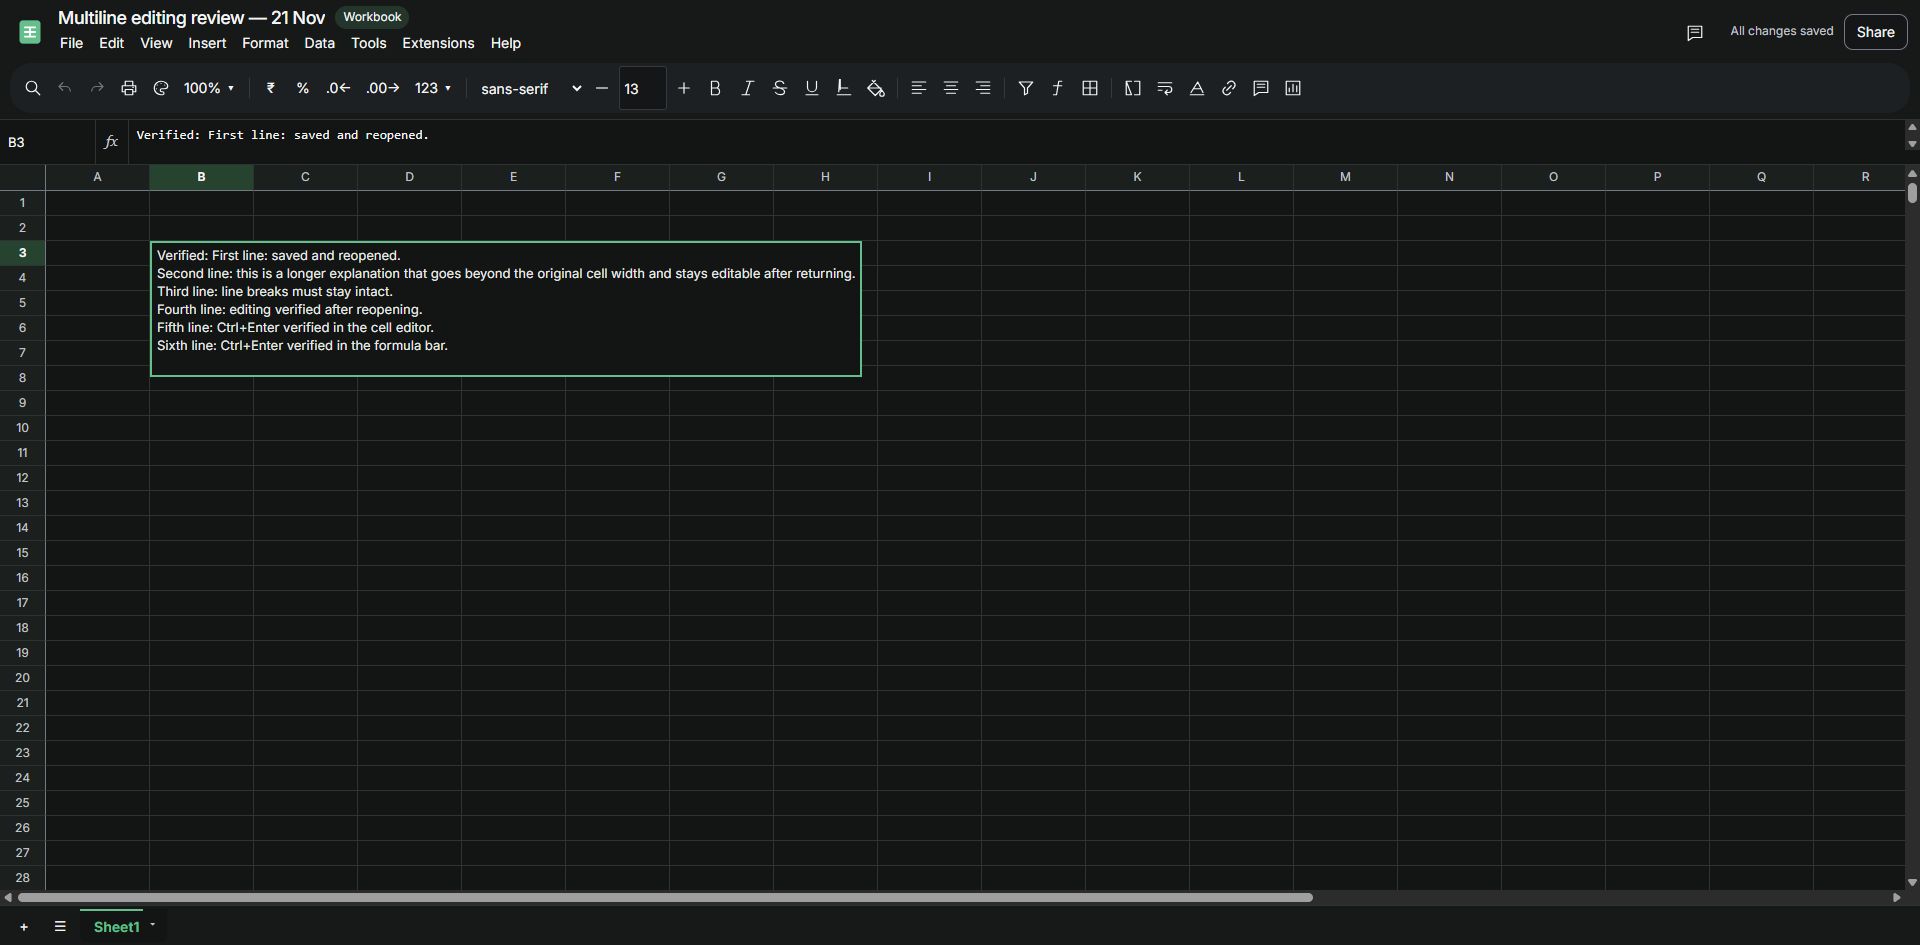 Multiline editing review — 21 Nov Workbook
File Edit View Insert Format Data Tools Extensions Help
All changes saved Share
100% ₹ % .0← .00→ 123 sans-serif − 13 + B I S U
B3 fx Verified: First line: saved and reopened.
A B C D E F G H I J K L M N O P Q R
1
2
3
Verified: First line: saved and reopened.
Second line: this is a longer explanation that goes beyond the original cell width and stays editable after returning.
4
Third line: line breaks must stay intact.
5
Fourth line: editing verified after reopening.
6
Fifth line: Ctrl+Enter verified in the cell editor.
Sixth line: Ctrl+Enter verified in the formula bar.
7
8
9
10
11
12
13
14
15
16
17
18
19
20
21
22
23
24
25
26
27
28
+ ☰ Sheet1